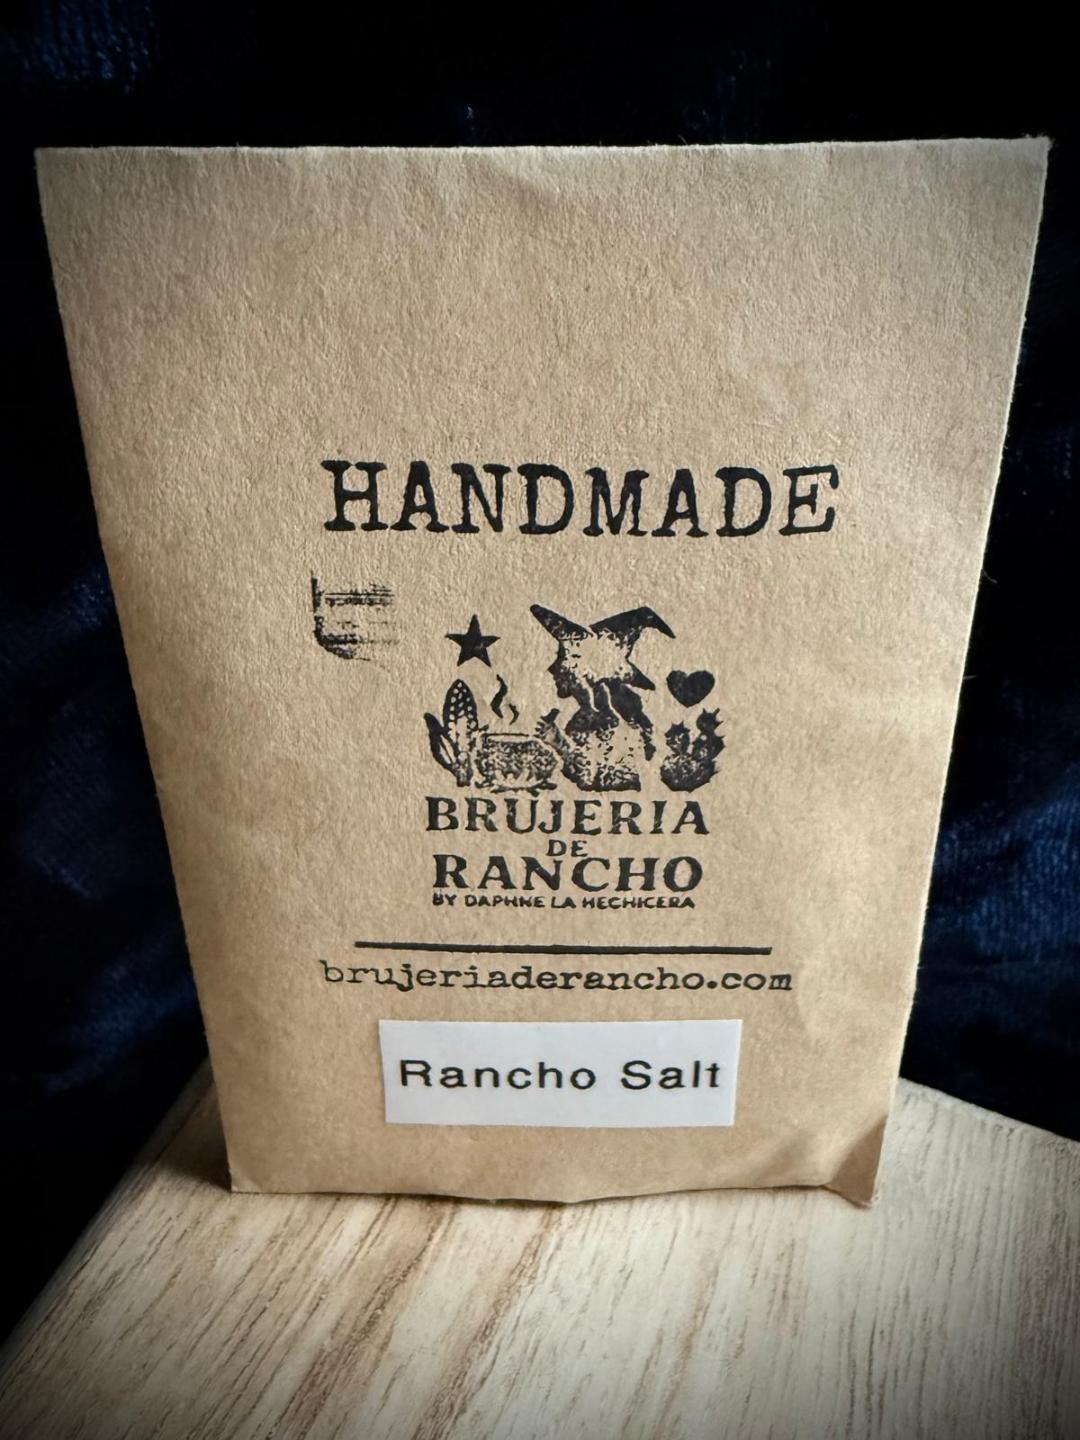 HANDMADE
BRUJERIA
DE
RANCHO
BY DAPHNE LA HECHICERA
brujeriaderancho.com
Rancho Salt